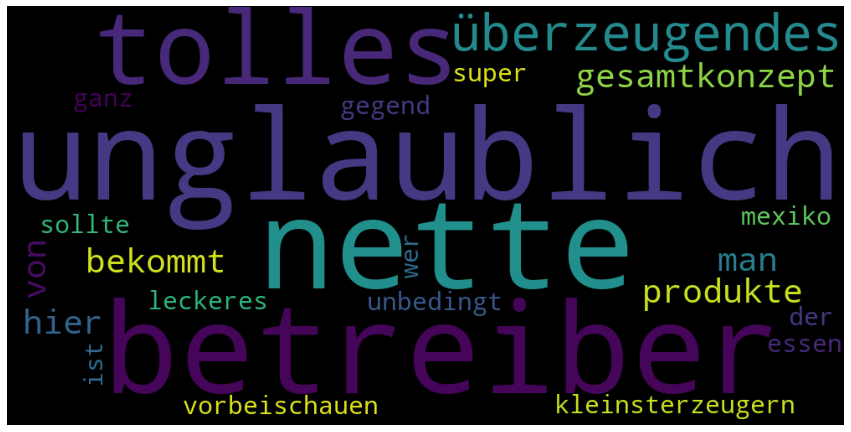 tolles
überzeugendes
super
gesamtkonzept
ganz
gegend
unglaublich
nette
sollte
mexiko
von
bekommt
wer
man
leckeres
unbedingt
produkte
hier
betreiber
der
essen
ist
vorbeischauen
kleinsterzeugern